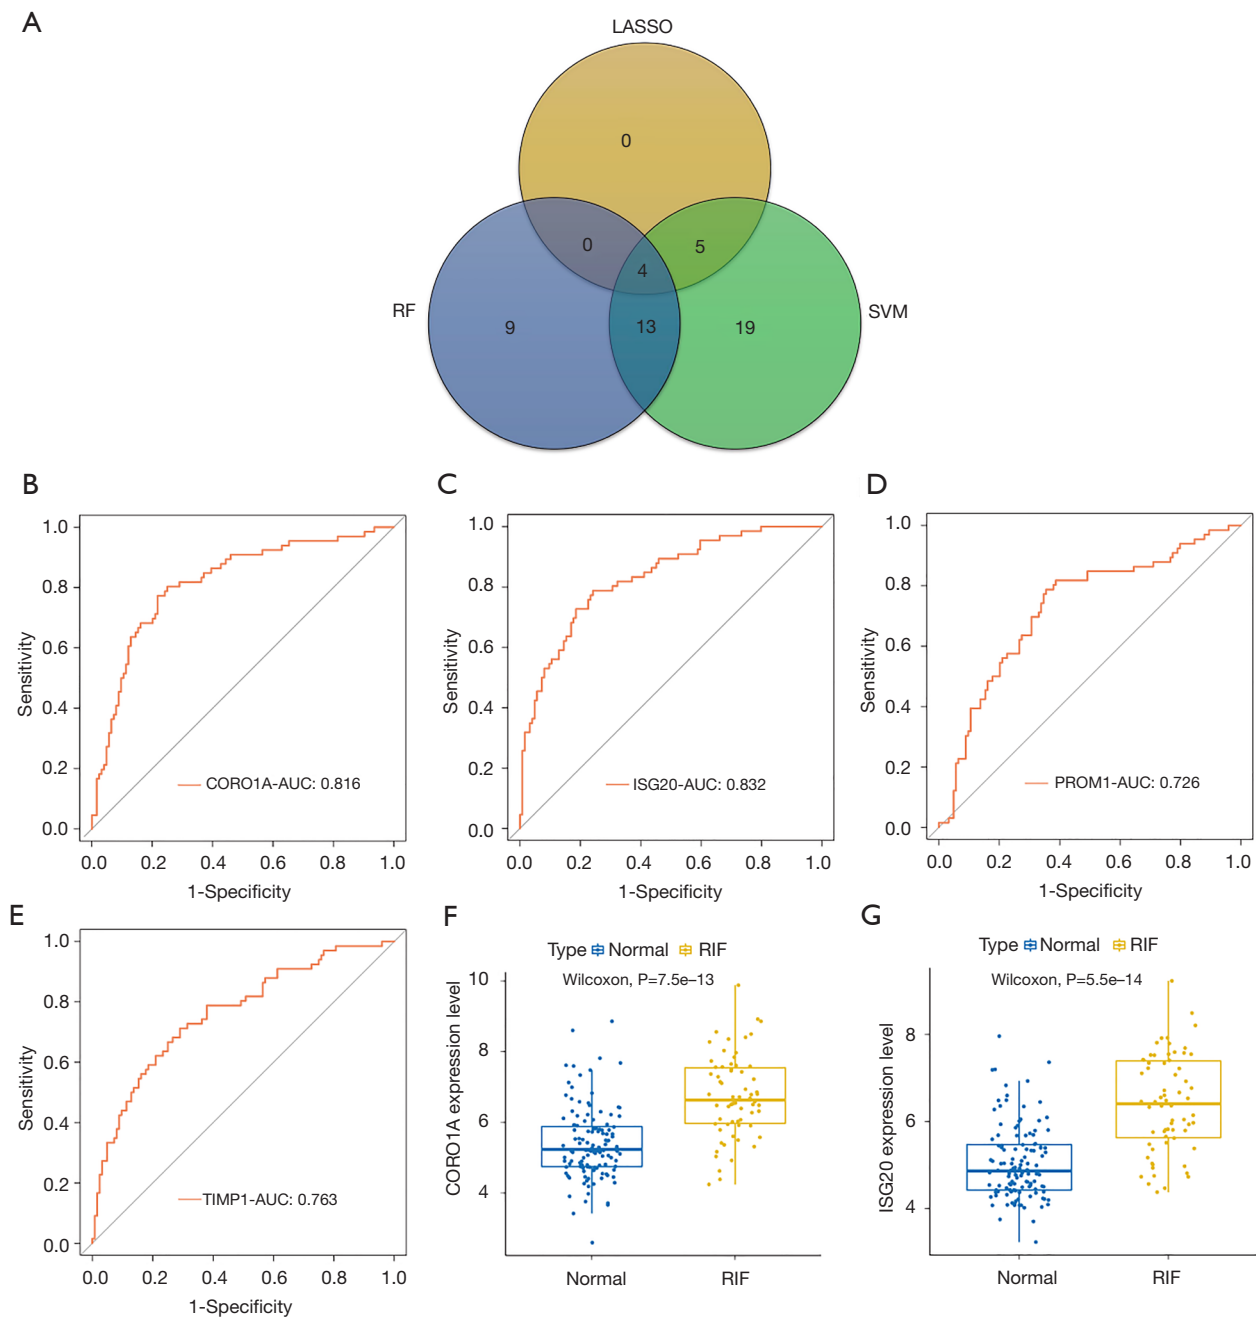 A
LASSO
0
0
5
4
RF
9
13
19
SVM
B
1.0
0.8
0.6
0.4
0.2
0.0
Sensitivity
CORO1A-AUC: 0.816
0.0 0.2 0.4 0.6 0.8 1.0
1-Specificity
C
1.0
0.8
0.6
0.4
0.2
0.0
Sensitivity
ISG20-AUC: 0.832
0.0 0.2 0.4 0.6 0.8 1.0
1-Specificity
D
1.0
0.8
0.6
0.4
0.2
0.0
Sensitivity
PROM1-AUC: 0.726
0.0 0.2 0.4 0.6 0.8 1.0
1-Specificity
E
1.0
0.8
0.6
0.4
0.2
0.0
Sensitivity
TIMP1-AUC: 0.763
0.0 0.2 0.4 0.6 0.8 1.0
1-Specificity
F
Type Normal RIF
Wilcoxon, P=7.5e–13
10
8
6
4
CORO1A expression level
Normal RIF
G
Type Normal RIF
Wilcoxon, P=5.5e–14
8
6
4
ISG20 expression level
Normal RIF